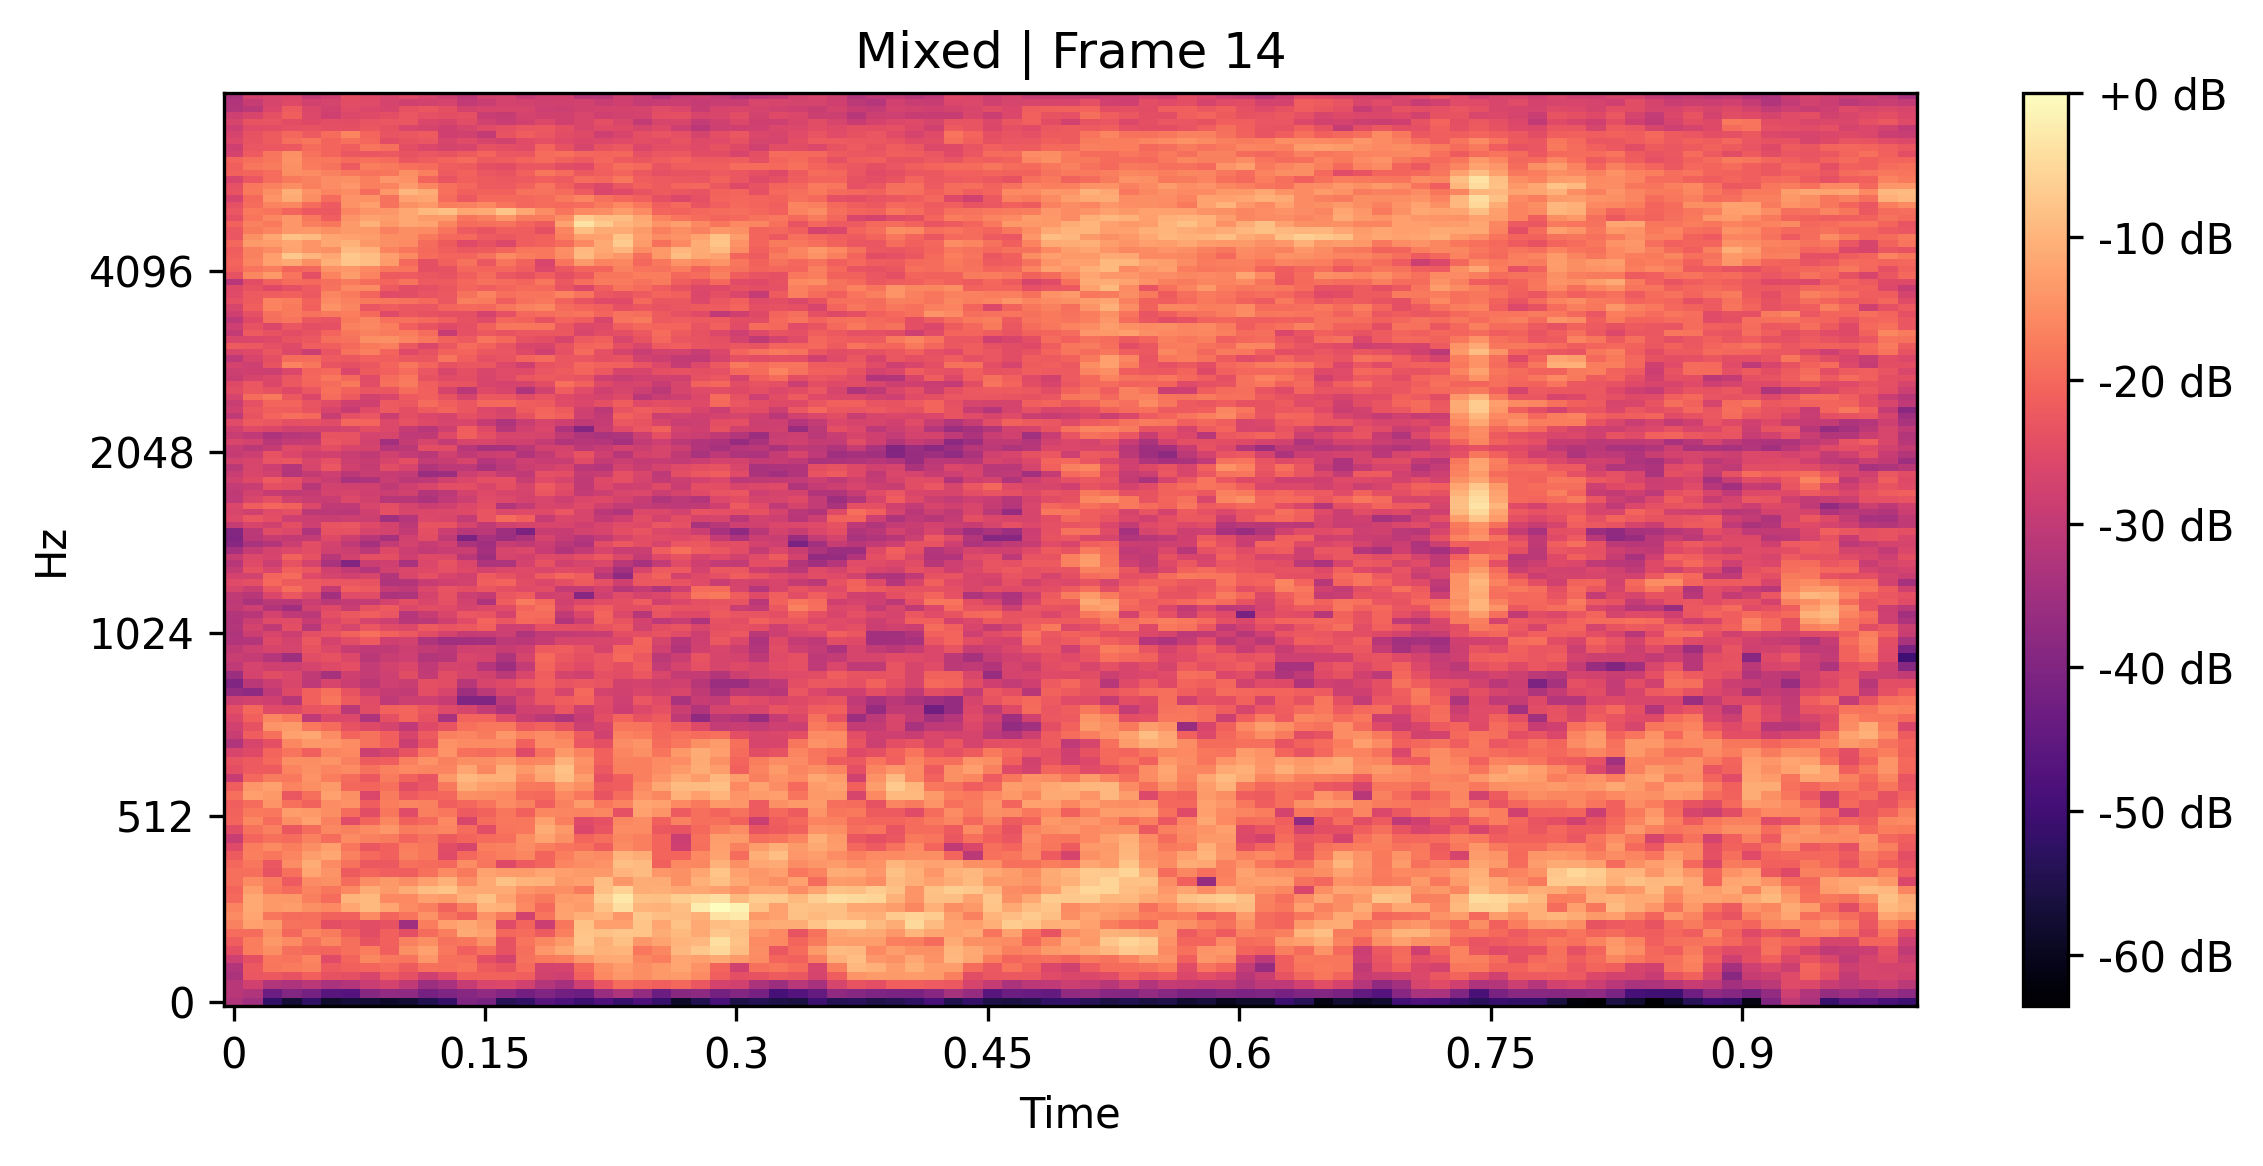 Mixed | Frame 14
Hz
4096
2048
1024
512
0
0 0.15 0.3 0.45 0.6 0.75 0.9
Time
+0 dB
-10 dB
-20 dB
-30 dB
-40 dB
-50 dB
-60 dB